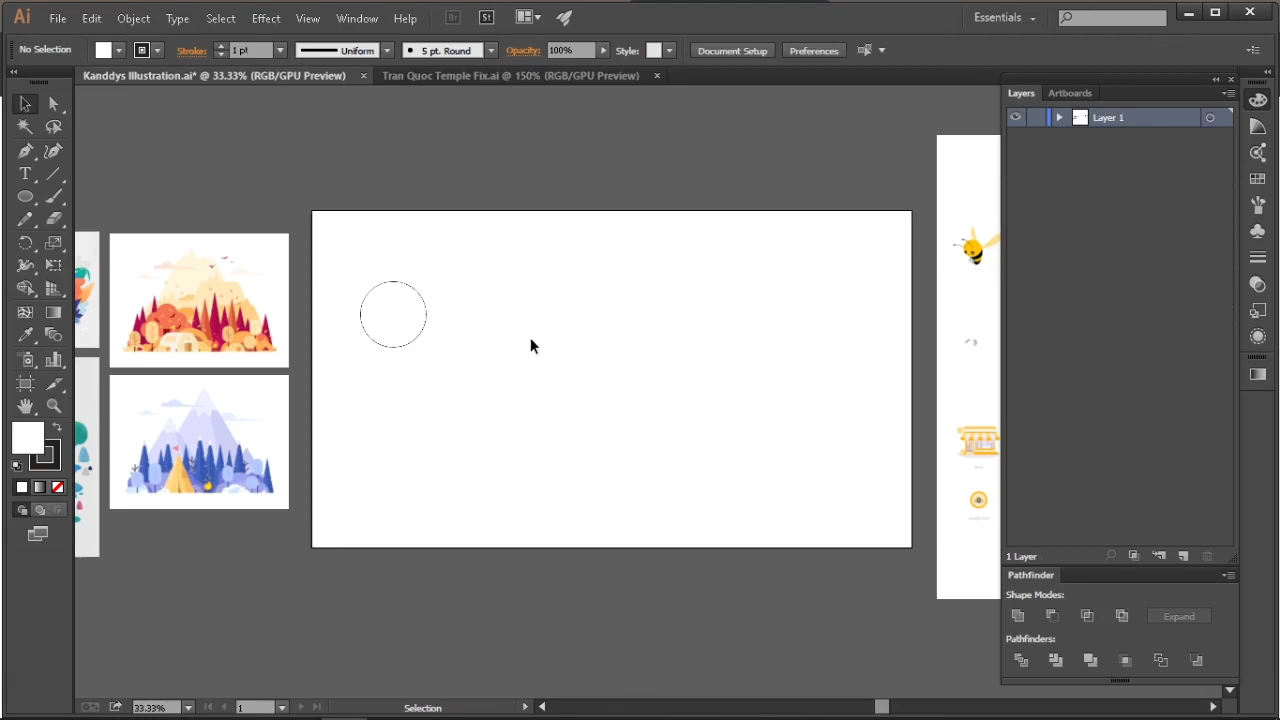 Ai File Edit Object Type Select Effect View Window Help Br St Essentials
No Selection Stroke: 1 pt Uniform 5 pt. Round Opacity: 100% Style: Document Setup Preferences
Kanddys Illustration.ai* @ 33.33% (RGB/GPU Preview) × Tran Quoc Temple Fix.ai @ 150% (RGB/GPU Preview) ×
Layers Artboards
Layer 1
1 Layer
Pathfinder
Shape Modes:
Expand
Pathfinders:
33.33% 1 Selection